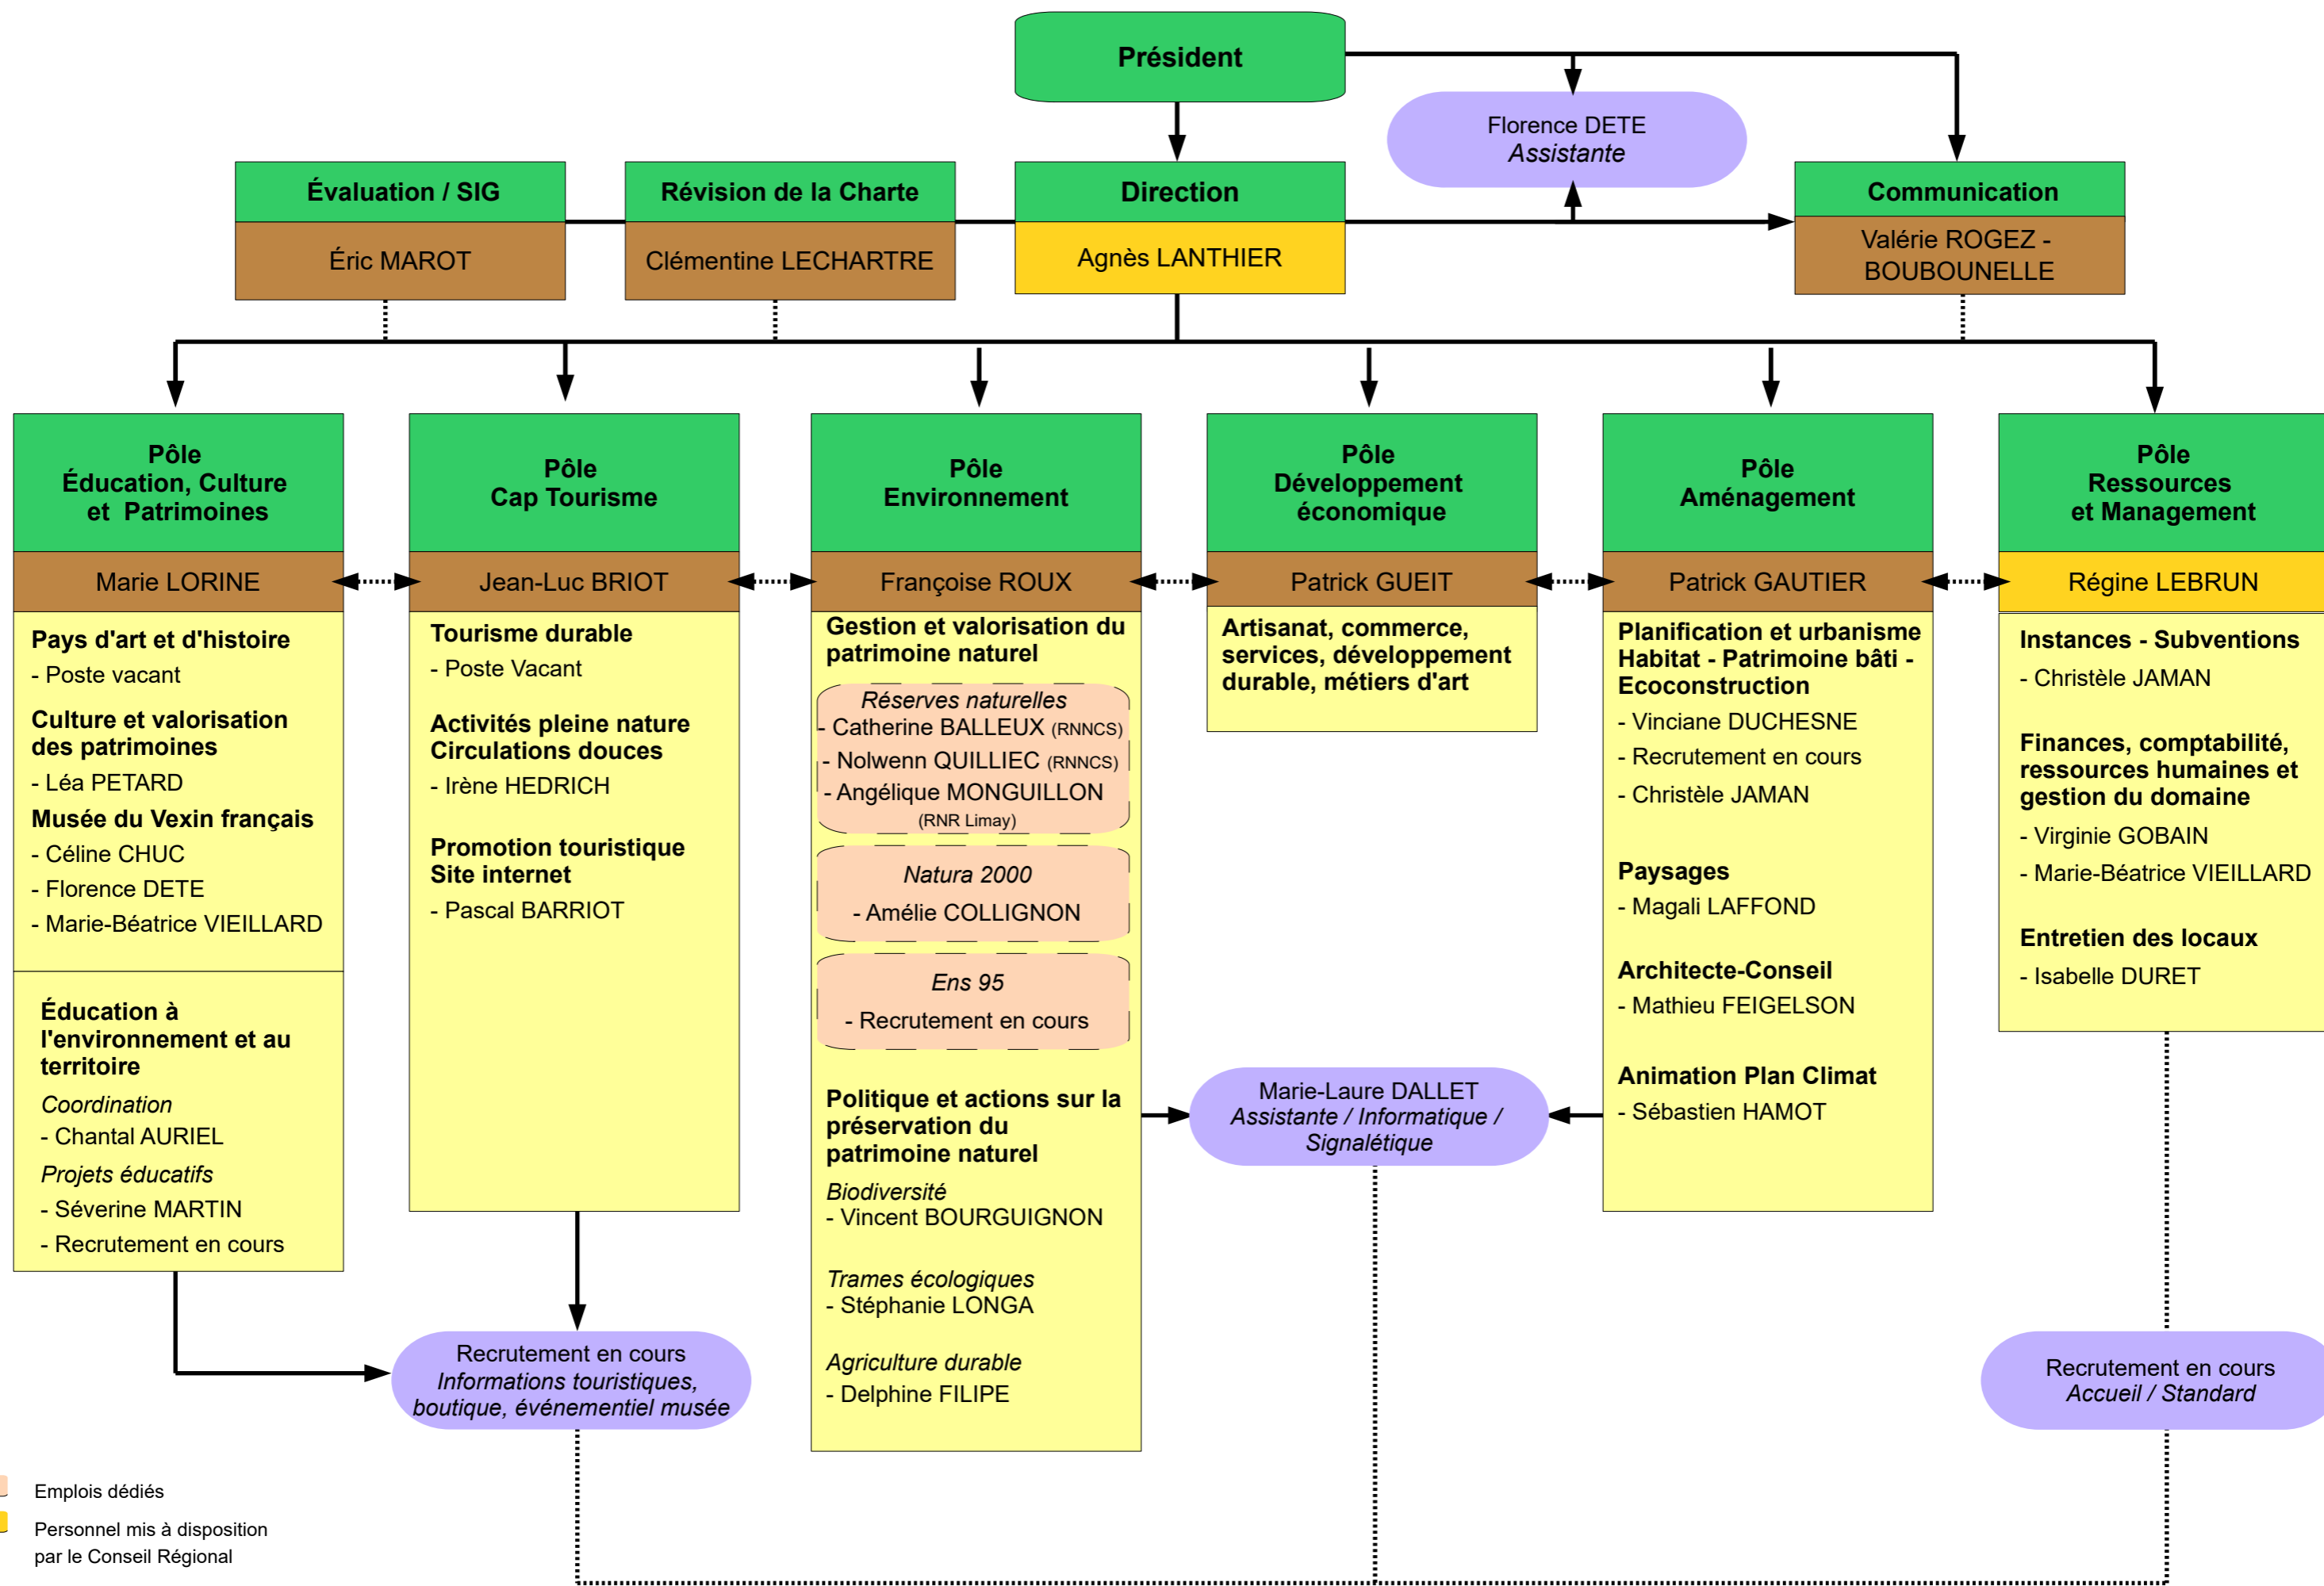 Président
Florence DETE
Assistante
Évaluation / SIG
Éric MAROT
Révision de la Charte
Clémentine LECHARTRE
Direction
Agnès LANTHIER
Communication
Valérie ROGEZ -
BOUBOUNELLE
Pôle
Éducation, Culture
et Patrimoines
Marie LORINE
Pays d'art et d'histoire
- Poste vacant
Culture et valorisation
des patrimoines
- Léa PETARD
Musée du Vexin français
- Céline CHUC
- Florence DETE
- Marie-Béatrice VIEILLARD
Éducation à
l'environnement et au
territoire
Coordination
- Chantal AURIEL
Projets éducatifs
- Séverine MARTIN
- Recrutement en cours
Pôle
Cap Tourisme
Jean-Luc BRIOT
Tourisme durable
- Poste Vacant
Activités pleine nature
Circulations douces
- Irène HEDRICH
Promotion touristique
Site internet
- Pascal BARRIOT
Recrutement en cours
Informations touristiques,
boutique, événementiel musée
Pôle
Environnement
Françoise ROUX
Gestion et valorisation du
patrimoine naturel
Réserves naturelles
- Catherine BALLEUX (RNNCS)
- Nolwenn QUILLIEC (RNNCS)
- Angélique MONGUILLON
(RNR Limay)
Natura 2000
- Amélie COLLIGNON
Ens 95
- Recrutement en cours
Politique et actions sur la
préservation du
patrimoine naturel
Biodiversité
- Vincent BOURGUIGNON
Trames écologiques
- Stéphanie LONGA
Agriculture durable
- Delphine FILIPE
Pôle
Développement
économique
Patrick GUEIT
Artisanat, commerce,
services, développement
durable, métiers d'art
Marie-Laure DALLET
Assistante / Informatique /
Signalétique
Pôle
Aménagement
Patrick GAUTIER
Planification et urbanisme
Habitat - Patrimoine bâti -
Ecoconstruction
- Vinciane DUCHESNE
- Recrutement en cours
- Christèle JAMAN
Paysages
- Magali LAFFOND
Architecte-Conseil
- Mathieu FEIGELSON
Animation Plan Climat
- Sébastien HAMOT
Pôle
Ressources
et Management
Régine LEBRUN
Instances - Subventions
- Christèle JAMAN
Finances, comptabilité,
ressources humaines et
gestion du domaine
- Virginie GOBAIN
- Marie-Béatrice VIEILLARD
Entretien des locaux
- Isabelle DURET
Recrutement en cours
Accueil / Standard
Emplois dédiés
Personnel mis à disposition
par le Conseil Régional